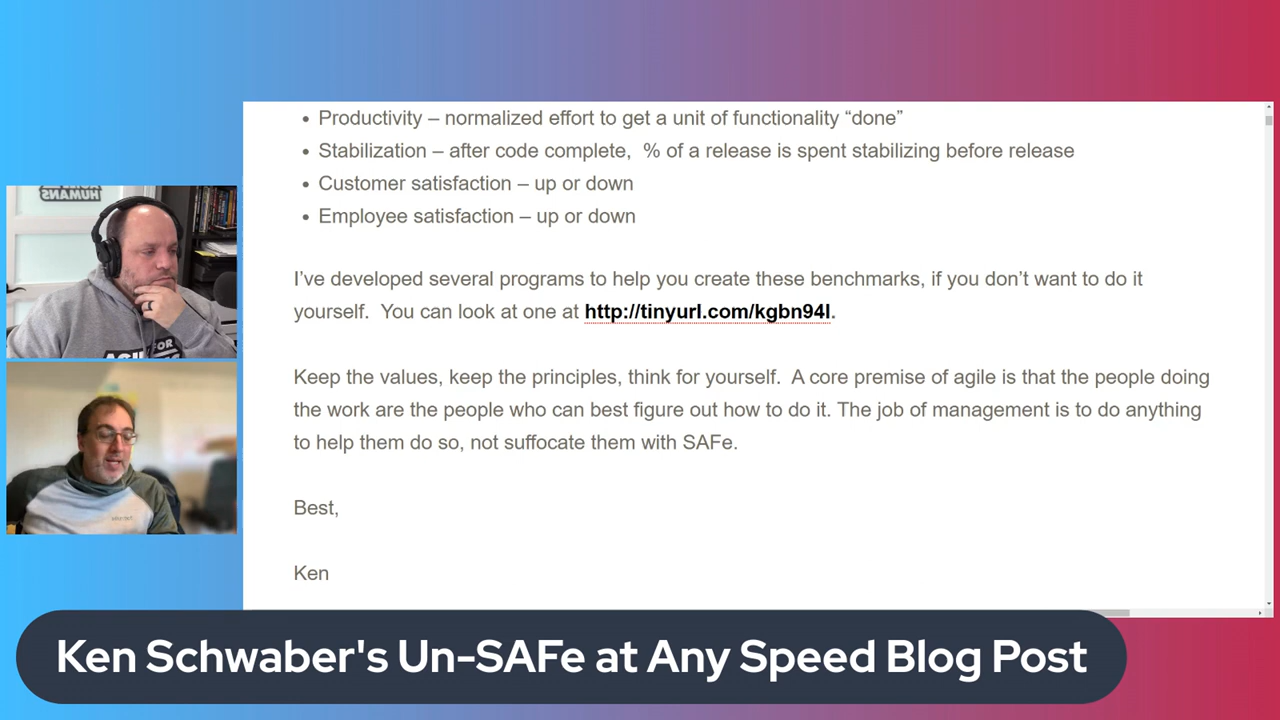 • Productivity – normalized effort to get a unit of functionality “done”
• Stabilization – after code complete,  % of a release is spent stabilizing before release
• Customer satisfaction – up or down
• Employee satisfaction – up or down
I’ve developed several programs to help you create these benchmarks, if you don’t want to do it
yourself.  You can look at one at http://tinyurl.com/kgbn94l.
Keep the values, keep the principles, think for yourself.  A core premise of agile is that the people doing
the work are the people who can best figure out how to do it. The job of management is to do anything
to help them do so, not suffocate them with SAFe.
Best,
Ken
HUMANS
FOR
Ken Schwaber's Un-SAFe at Any Speed Blog Post